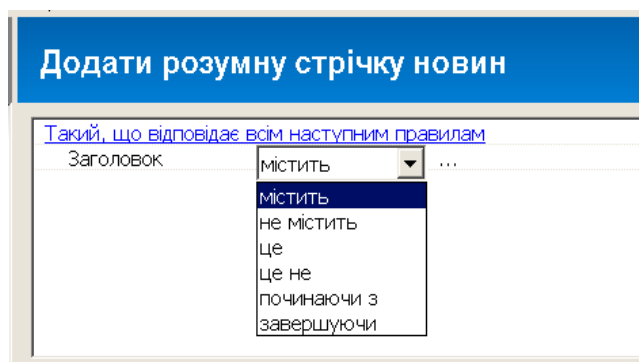 Додати розумну стрічку новин
Такий, що відповідає всім наступним правилам
Заголовок містить ...
містить
не містить
це
це не
починаючи з
завершуючи